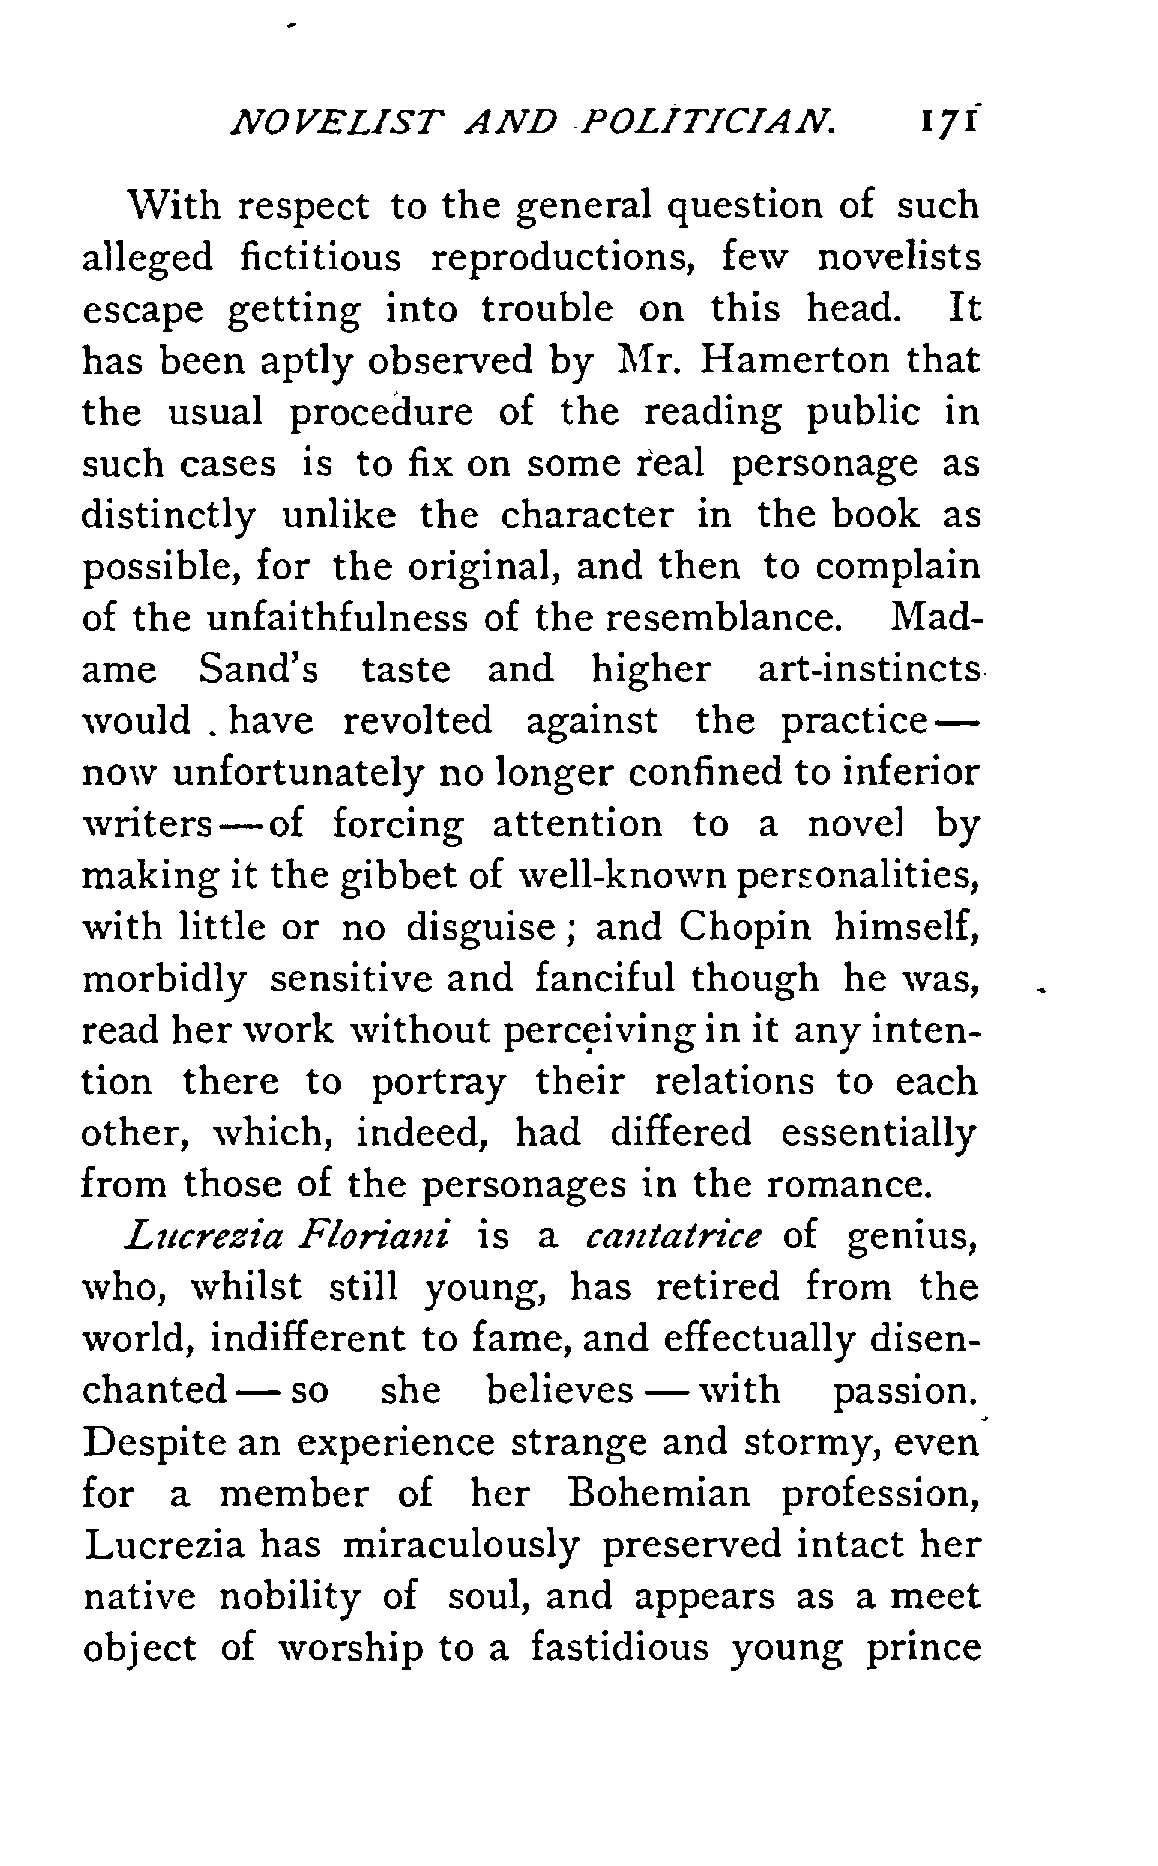 NOVELIST AND POLITICIAN. 171
With respect to the general question of such
alleged fictitious reproductions, few novelists
escape getting into trouble on this head. It
has been aptly observed by Mr. Hamerton that
the usual procedure of the reading public in
such cases is to fix on some real personage as
distinctly unlike the character in the book as
possible, for the original, and then to complain
of the unfaithfulness of the resemblance. Mad-
ame Sand's taste and higher art-instincts
would have revolted against the practice—
now unfortunately no longer confined to inferior
writers—of forcing attention to a novel by
making it the gibbet of well-known personalities,
with little or no disguise; and Chopin himself,
morbidly sensitive and fanciful though he was,
read her work without perceiving in it any inten-
tion there to portray their relations to each
other, which, indeed, had differed essentially
from those of the personages in the romance.
Lucrezia Floriani is a cantatrice of genius,
who, whilst still young, has retired from the
world, indifferent to fame, and effectually disen-
chanted—so she believes—with passion.
Despite an experience strange and stormy, even
for a member of her Bohemian profession,
Lucrezia has miraculously preserved intact her
native nobility of soul, and appears as a meet
object of worship to a fastidious young prince